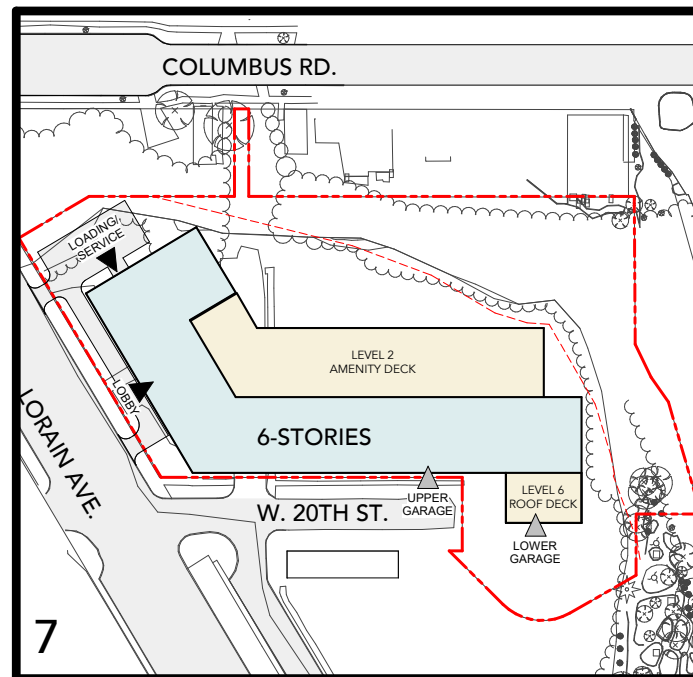 COLUMBUS RD.
LOADING/
SERVICE
LEVEL 2
AMENITY DECK
LOBBY
LORAIN AVE.
6-STORIES
UPPER
GARAGE
LEVEL 6
ROOF DECK
W. 20TH ST.
LOWER
GARAGE
7